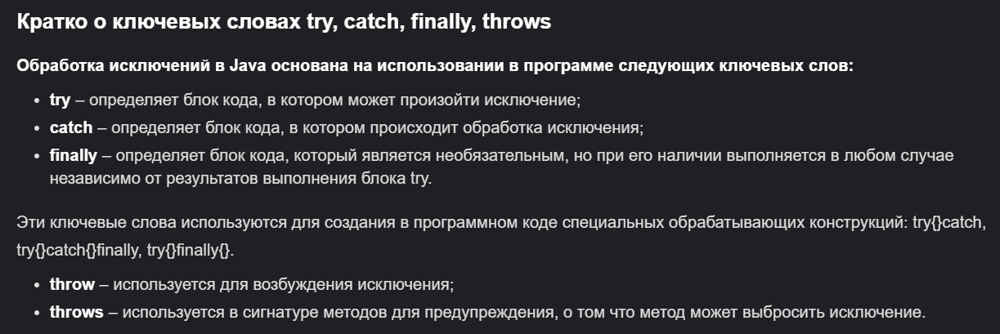 Кратко о ключевых словах try, catch, finally, throws
Обработка исключений в Java основана на использовании в программе следующих ключевых слов:
• try – определяет блок кода, в котором может произойти исключение;
• catch – определяет блок кода, в котором происходит обработка исключения;
• finally – определяет блок кода, который является необязательным, но при его наличии выполняется в любом случае
независимо от результатов выполнения блока try.
Эти ключевые слова используются для создания в программном коде специальных обрабатывающих конструкций: try{}catch,
try{}catch{}finally, try{}finally{}.
• throw – используется для возбуждения исключения;
• throws – используется в сигнатуре методов для предупреждения, о том что метод может выбросить исключение.